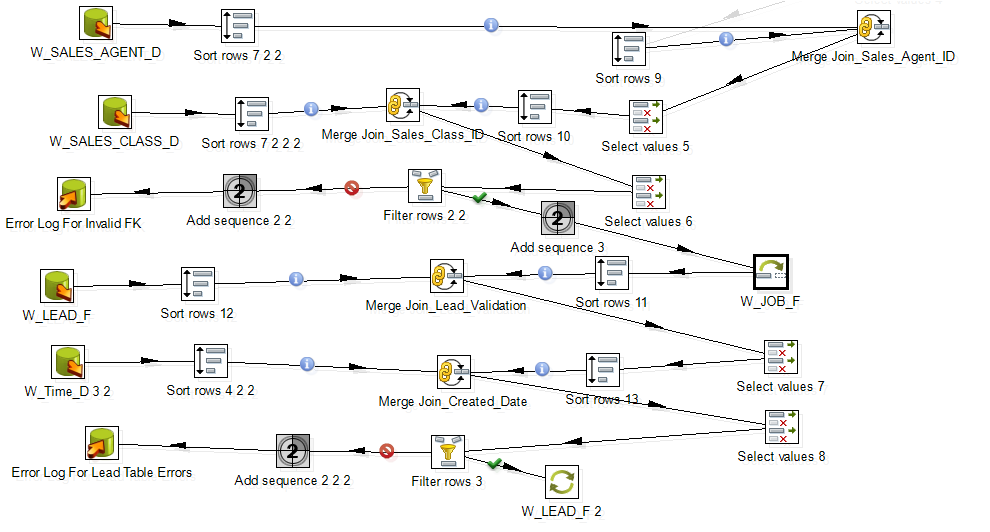 W_SALES_AGENT_D
Sort rows 7 2 2
Sort rows 9
Merge Join_Sales_Agent_ID
W_SALES_CLASS_D
Sort rows 7 2 2 2
Merge Join_Sales_Class_ID
Sort rows 10
Select values 5
Error Log For Invalid FK
2
Add sequence 2 2
Filter rows 2 2
2
Add sequence 3
Select values 6
W_LEAD_F
Sort rows 12
Merge Join_Lead_Validation
Sort rows 11
W_JOB_F
W_Time_D 3 2
Sort rows 4 2 2
Merge Join_Created_Date
Sort rows 13
Select values 7
Error Log For Lead Table Errors
2
Add sequence 2 2 2
Filter rows 3
W_LEAD_F 2
Select values 8